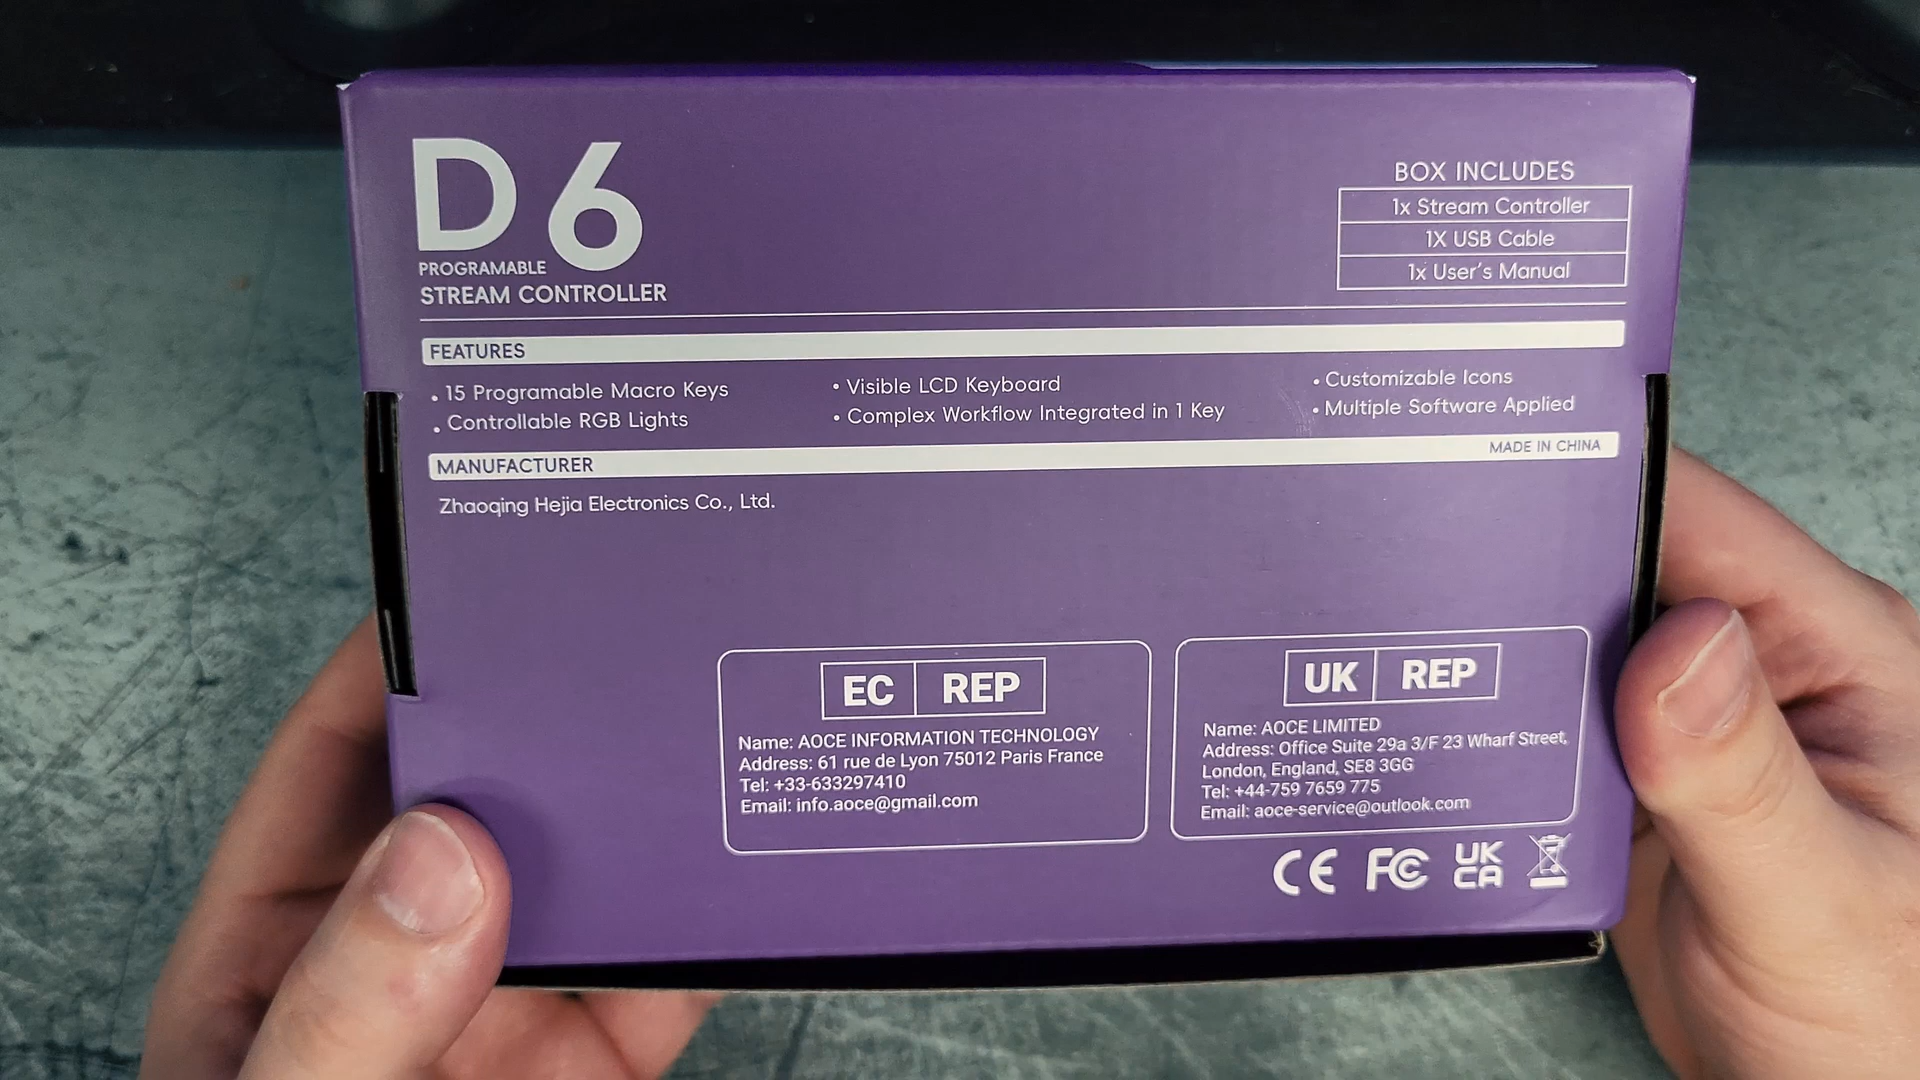 D6
PROGRAMABLE
STREAM CONTROLLER
BOX INCLUDES
1x Stream Controller
1X USB Cable
1x User's Manual
FEATURES
• 15 Programable Macro Keys
• Controllable RGB Lights
• Visible LCD Keyboard
• Complex Workflow Integrated in 1 Key
• Customizable Icons
• Multiple Software Applied
MANUFACTURER
MADE IN CHINA
Zhaoqing Hejia Electronics Co., Ltd.
EC REP
Name: AOCE INFORMATION TECHNOLOGY
Address: 61 rue de Lyon 75012 Paris France
Tel: +33-633297410
Email: info.aoce@gmail.com
UK REP
Name: AOCE LIMITED
Address: Office Suite 29a 3/F 23 Wharf Street,
London, England, SE8 3GG
Tel: +44-759 7659 775
Email: aoce-service@outlook.com
CE FC UK
CA